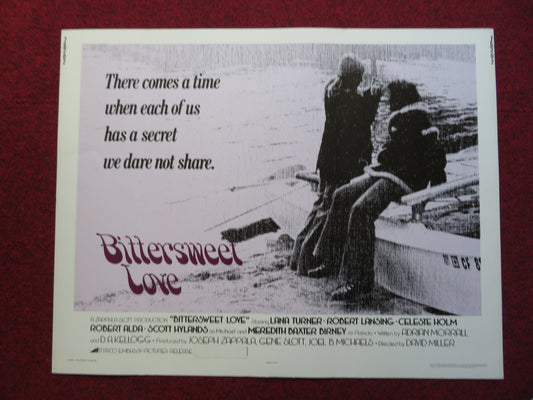 There comes a time
when each of us
has a secret
we dare not share.
Bittersweet
Love
A ZAPPALA-SLOTT PRODUCTION "BITTERSWEET LOVE" Starring LANA TURNER • ROBERT LANSING • CELESTE HOLM
ROBERT ALDA • SCOTT HYLANDS as Michael and MEREDITH BAXTER BIRNEY as Patricia • Written by ADRIAN MORRALL
and D.A. KELLOGG • Produced by JOSEPH ZAPPALA, GENE SLOTT, JOEL B. MICHAELS • Directed by DAVID MILLER
AVCO EMBASSY PICTURES RELEASE
CF